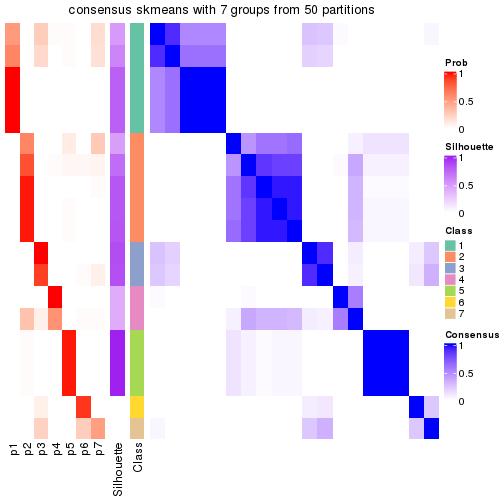 consensus skmeans with 7 groups from 50 partitions
Prob
1
0.5
0
Silhouette
1
0.5
0
Class
1
2
3
4
5
6
7
Consensus
1
0.5
0
p1
p2
p3
p4
p5
p6
p7
Silhouette
Class